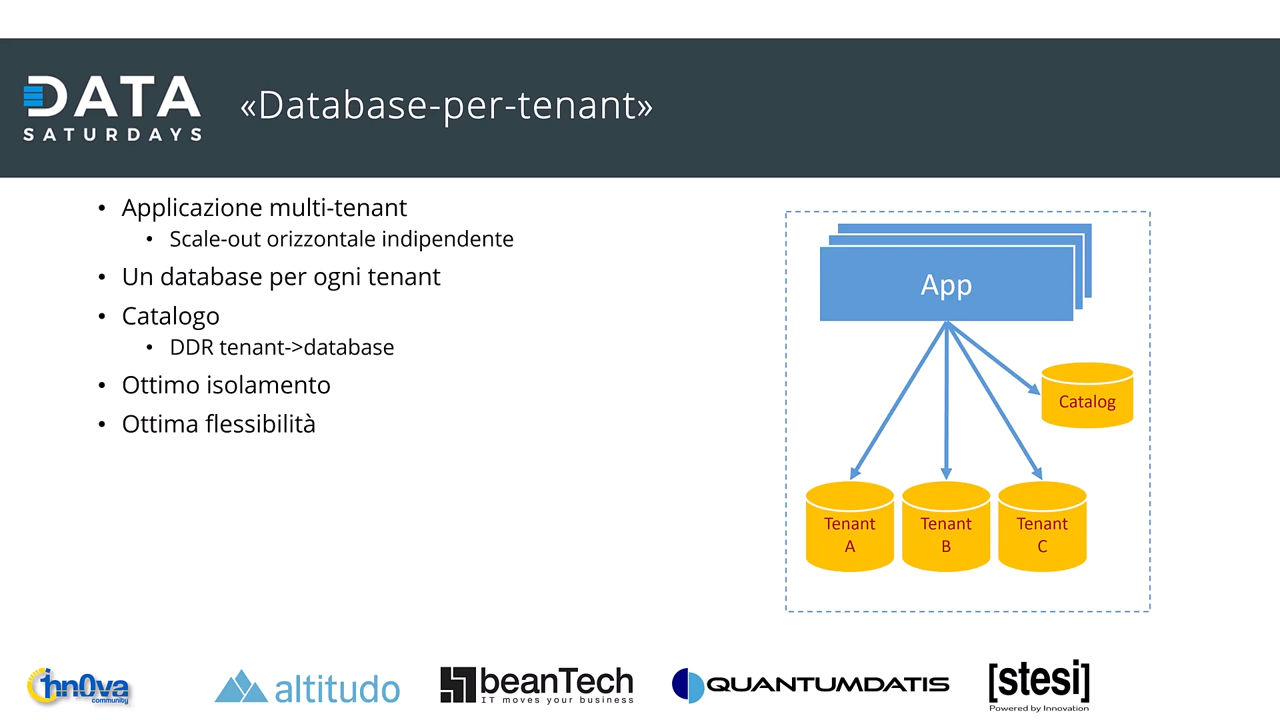 DATA
SATURDAYS
«Database-per-tenant»
• Applicazione multi-tenant
• Scale-out orizzontale indipendente
• Un database per ogni tenant
• Catalogo
• DDR tenant->database
• Ottimo isolamento
• Ottima flessibilità
App
Catalog
Tenant
A
Tenant
B
Tenant
C
1nn0va
community
altitudo
beanTech
IT moves your business
QUANTUMDATIS
[stesi]
Powered by Innovation